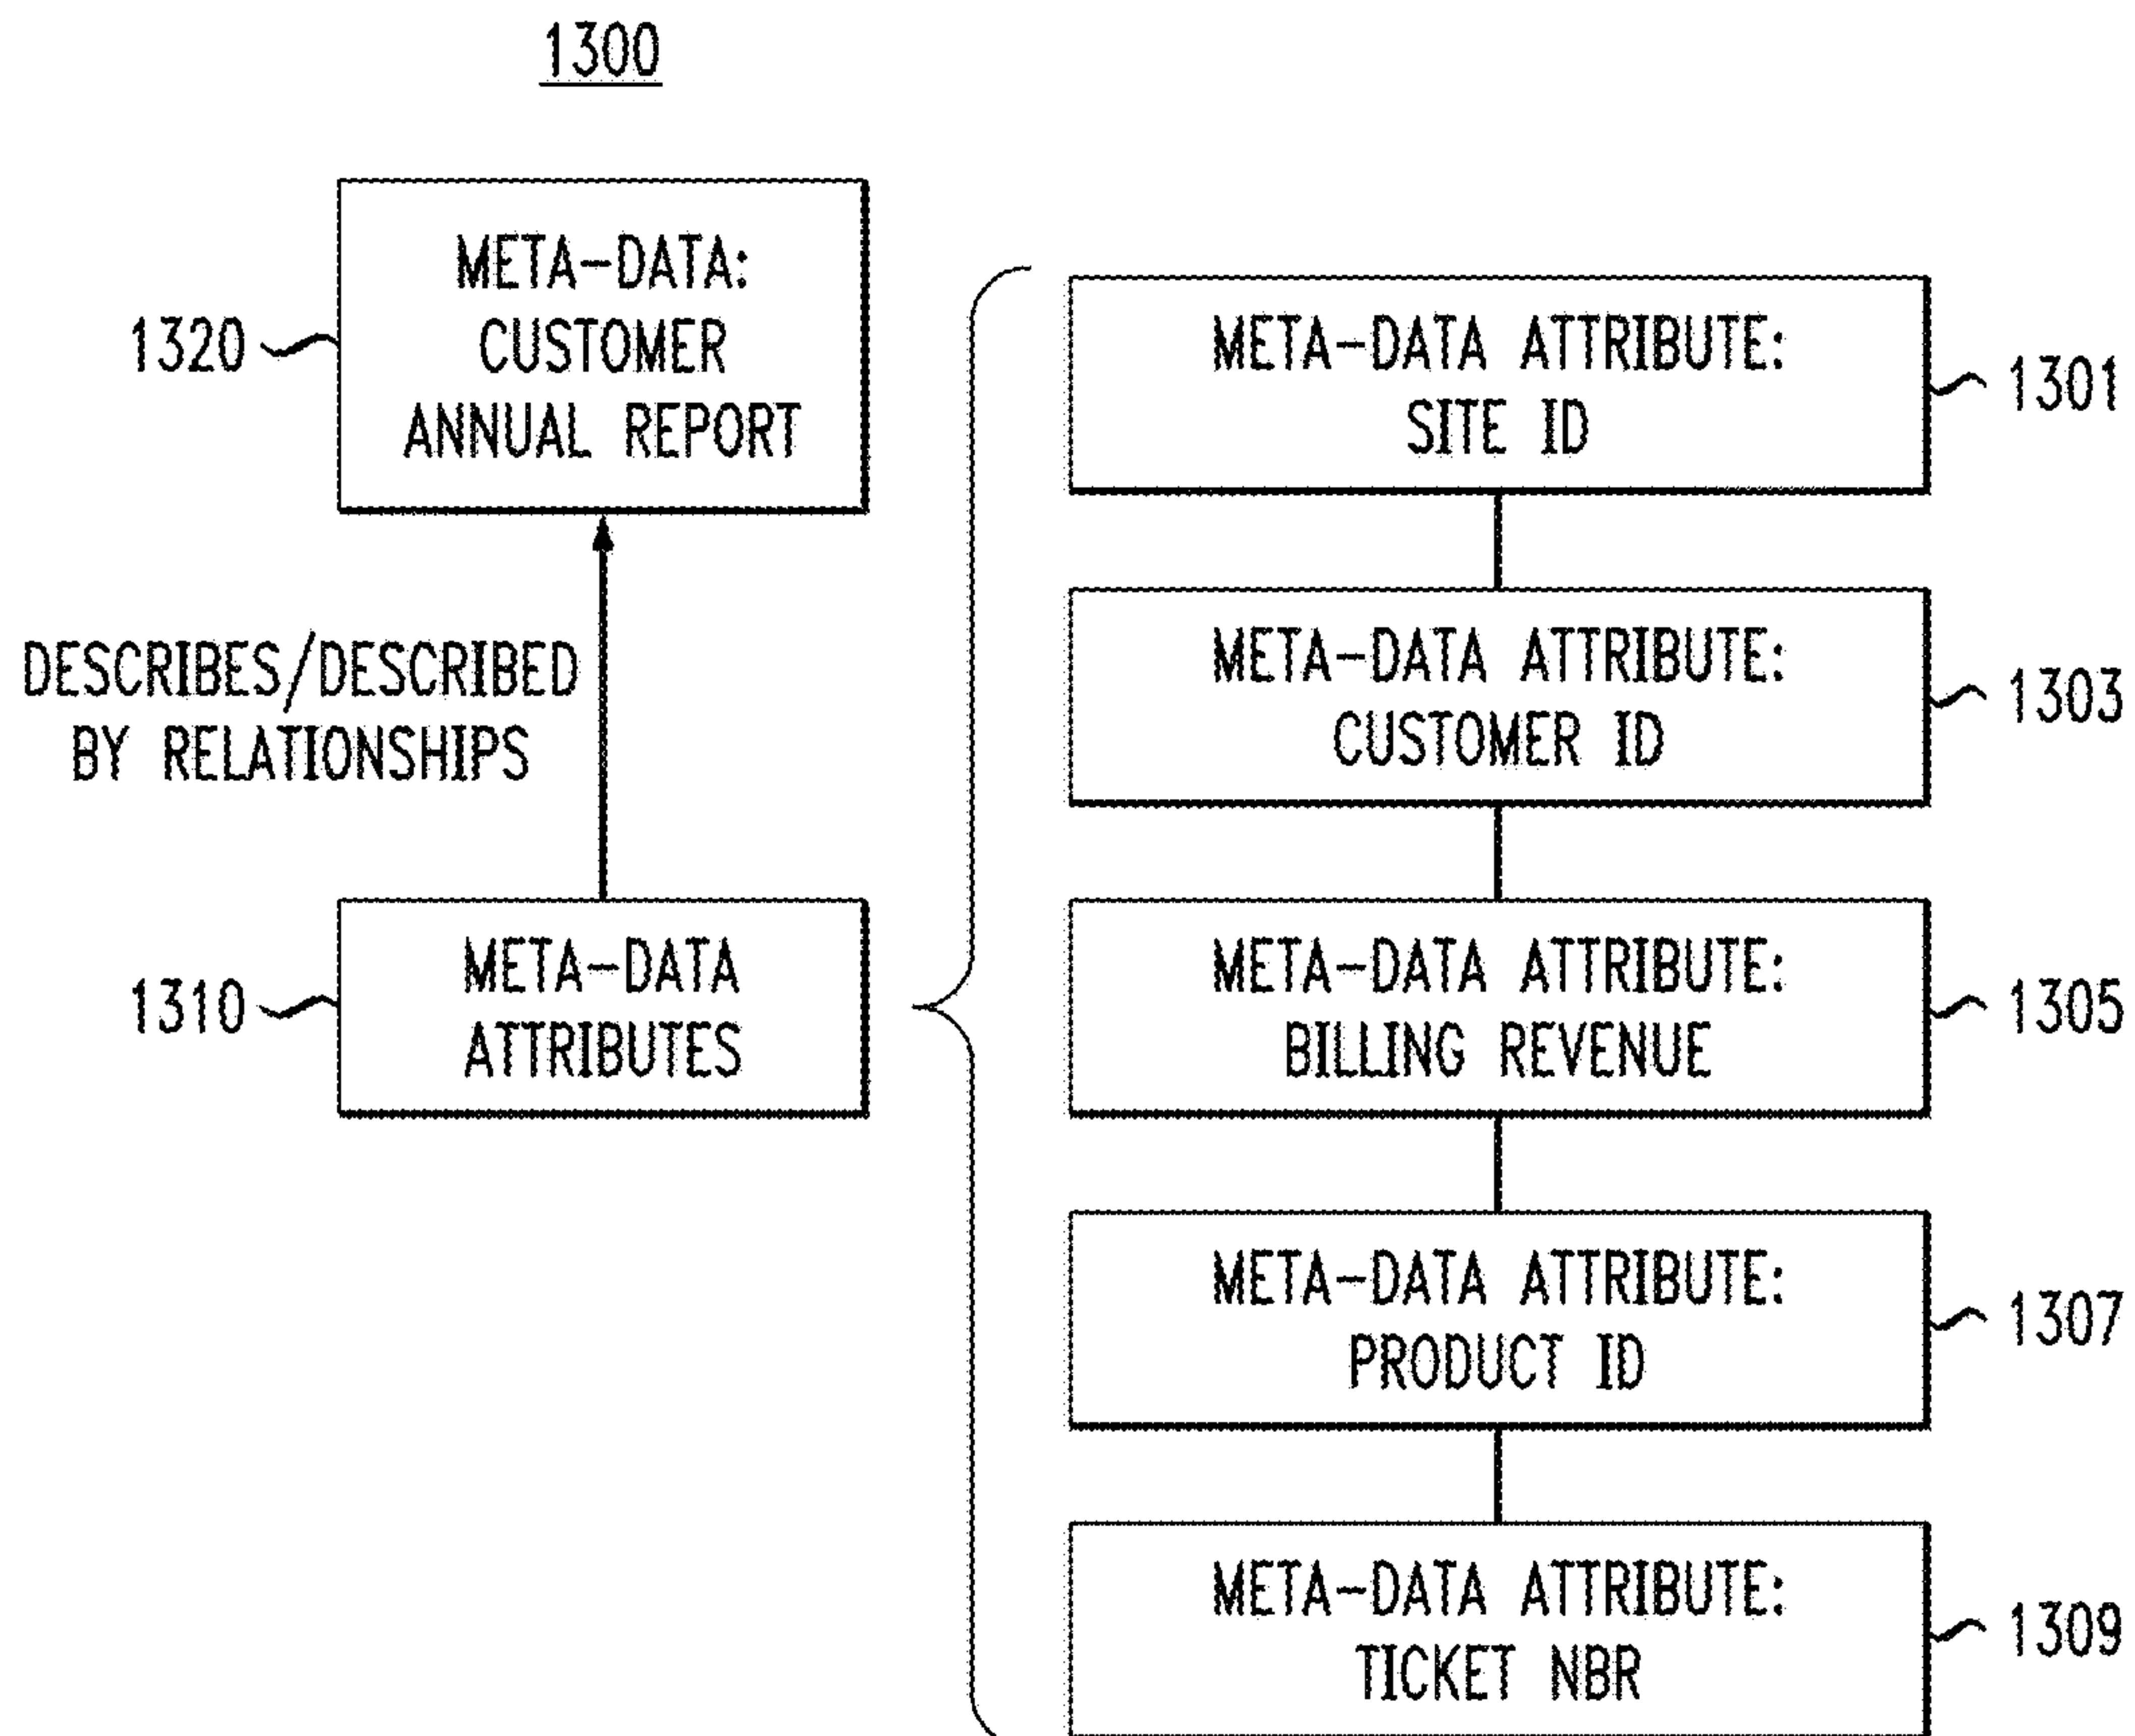 1300
META-DATA:
CUSTOMER
ANNUAL REPORT
1320
DESCRIBES/DESCRIBED
BY RELATIONSHIPS
META-DATA
ATTRIBUTES
1310
META-DATA ATTRIBUTE:
SITE ID
1301
META-DATA ATTRIBUTE:
CUSTOMER ID
1303
META-DATA ATTRIBUTE:
BILLING REVENUE
1305
META-DATA ATTRIBUTE:
PRODUCT ID
1307
META-DATA ATTRIBUTE:
TICKET NBR
1309